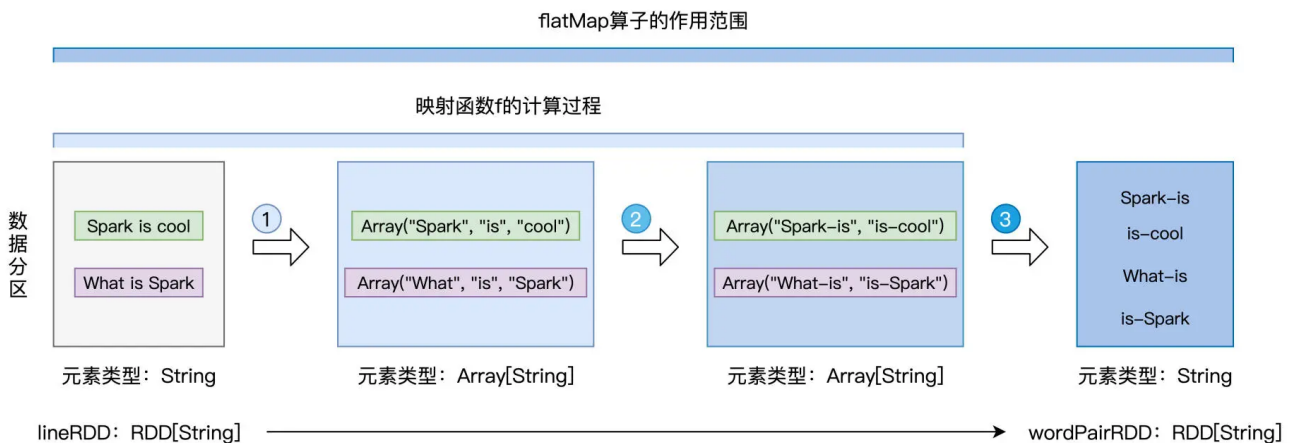 flatMap算子的作用范围
映射函数f的计算过程
数据分区
Spark is cool
What is Spark
1
Array("Spark", "is", "cool")
Array("What", "is", "Spark")
2
Array("Spark-is", "is-cool")
Array("What-is", "is-Spark")
3
Spark-is
is-cool
What-is
is-Spark
元素类型：String
元素类型：Array[String]
元素类型：Array[String]
元素类型：String
lineRDD：RDD[String]
wordPairRDD：RDD[String]